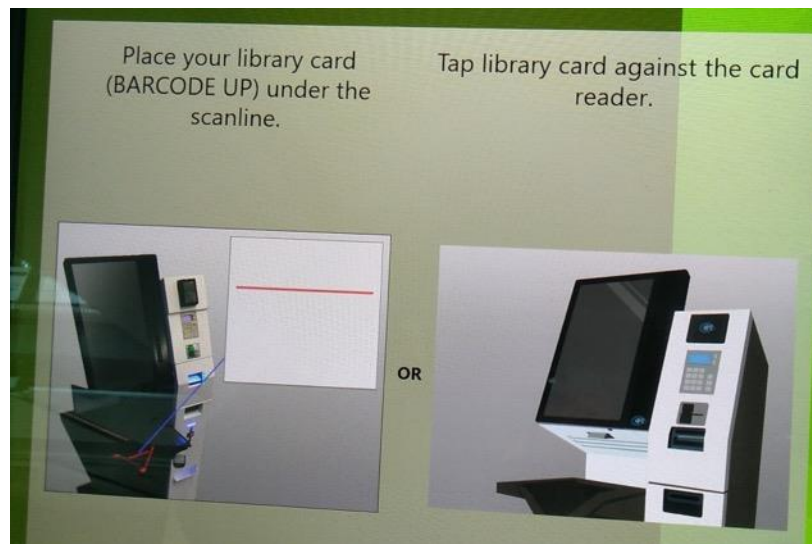 Place your library card
(BARCODE UP) under the
scanline.
Tap library card against the card
reader.
OR